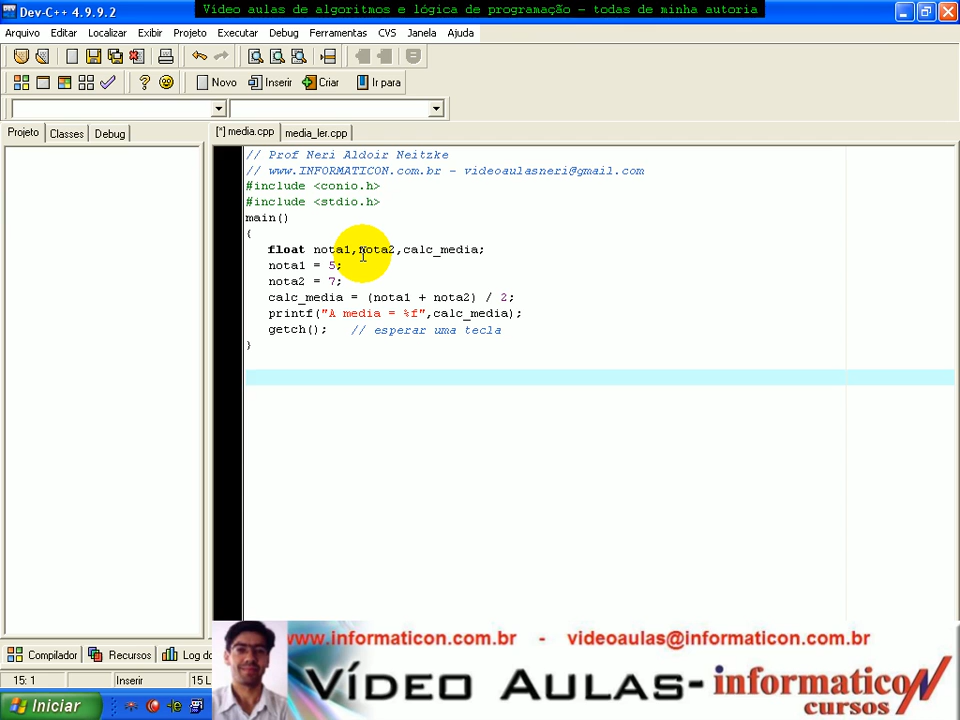 Dev-C++ 4.9.9.2
Vídeo aulas de algoritmos e lógica de programação - todas de minha autoria
Arquivo Editar Localizar Exibir Projeto Executar Debug Ferramentas CVS Janela Ajuda
Novo Inserir Criar Ir para
Projeto Classes Debug
[*] media.cpp media_ler.cpp
// Prof Neri Aldoir Neitzke
// www.INFORMATICON.com.br - videoaulasneri@gmail.com
#include <conio.h>
#include <stdio.h>
main()
{
float nota1,nota2,calc_media;
nota1 = 5;
nota2 = 7;
calc_media = (nota1 + nota2) / 2;
printf("A media = %f",calc_media);
getch(); // esperar uma tecla
}
www.informaticon.com.br - videoaulas@informaticon.com.br
Compilador Recursos Log do
Vídeo Aulas-informaticon
cursos
15: 1 Inserir 15 L
Iniciar